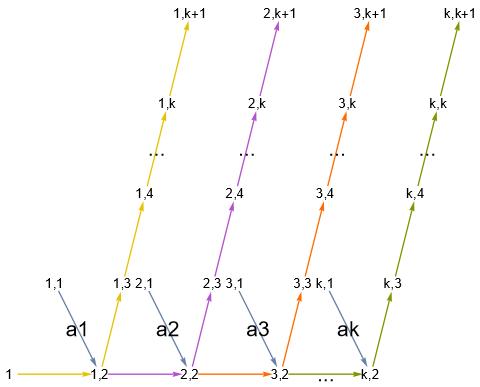 1,k+1 2,k+1 3,k+1 k,k+1
1,k 2,k 3,k k,k
... ... ... ...
1,4 2,4 3,4 k,4
1,1 1,3 2,1 2,3 3,1 3,3 k,1 k,3
a1 a2 a3 ak
1 1,2 2,2 3,2 ... k,2